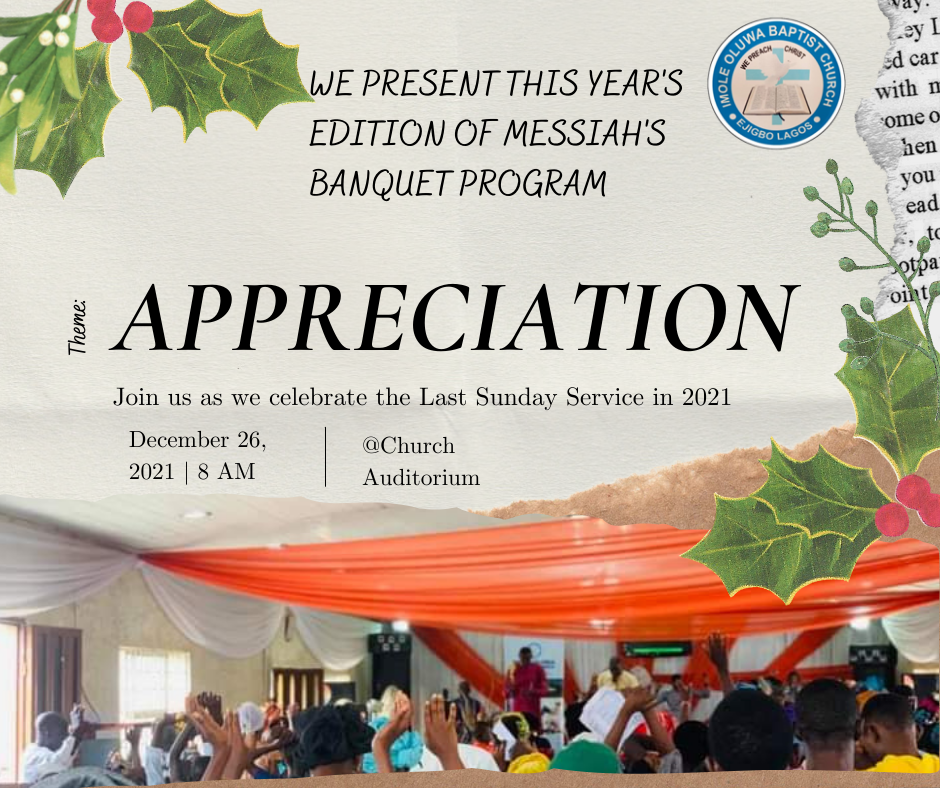 WE PRESENT THIS YEAR'S
EDITION OF MESSIAH'S
BANQUET PROGRAM
IMOLE OLUWA BAPTIST CHURCH
WE PREACH CHRIST
EJIGBO LAGOS
with
you
Theme:
APPRECIATION
Join us as we celebrate the Last Sunday Service in 2021
December 26,
2021 | 8 AM
@Church
Auditorium